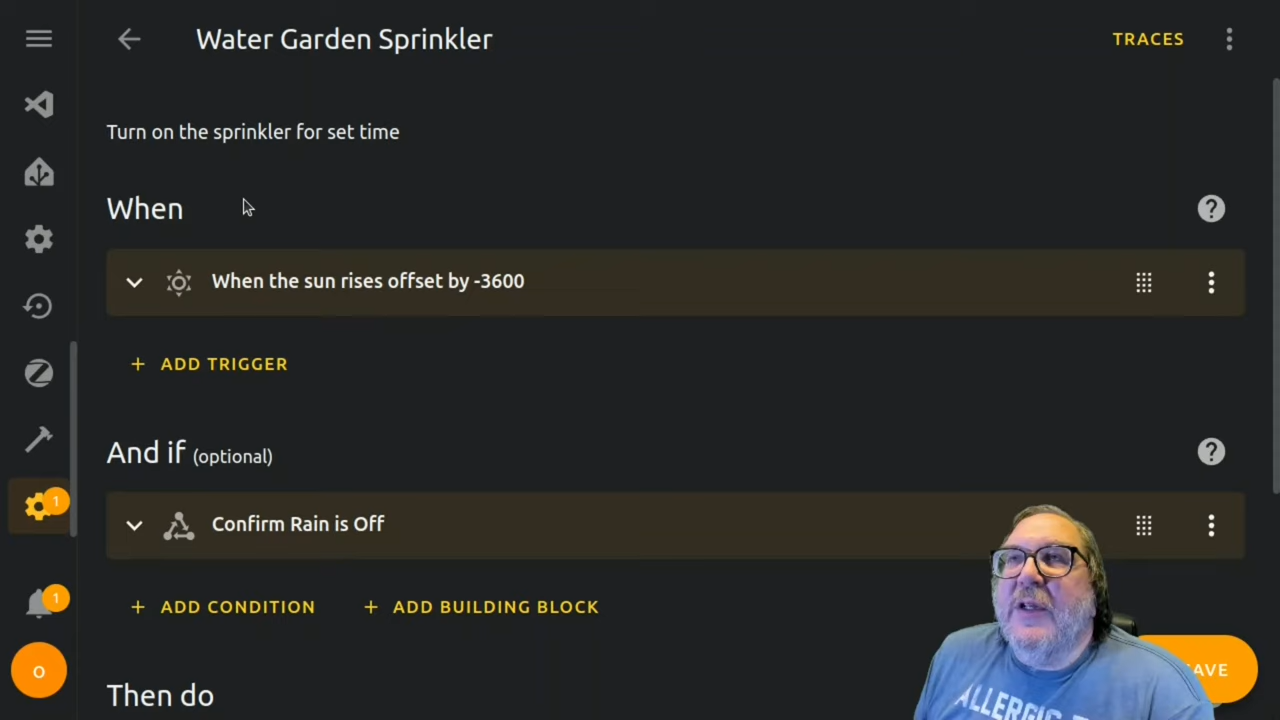 Water Garden Sprinkler
TRACES
Turn on the sprinkler for set time
When
When the sun rises offset by -3600
+ ADD TRIGGER
And if (optional)
Confirm Rain is Off
+ ADD CONDITION
+ ADD BUILDING BLOCK
1
1
O
Then do
AVE
ALLERGIC